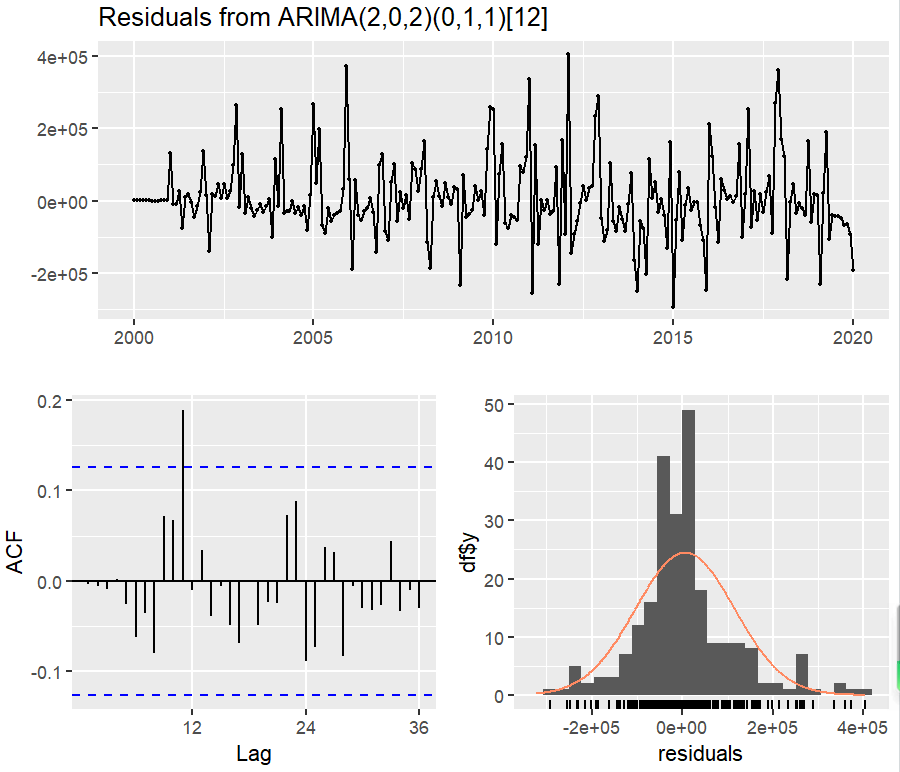 Residuals from ARIMA(2,0,2)(0,1,1)[12]
4e+05
2e+05
0e+00
-2e+05
2000 2005 2010 2015 2020
0.2
0.1
0.0
-0.1
ACF
12 24 36
Lag
50
40
30
20
10
0
df$y
-2e+05 0e+00 2e+05 4e+05
residuals